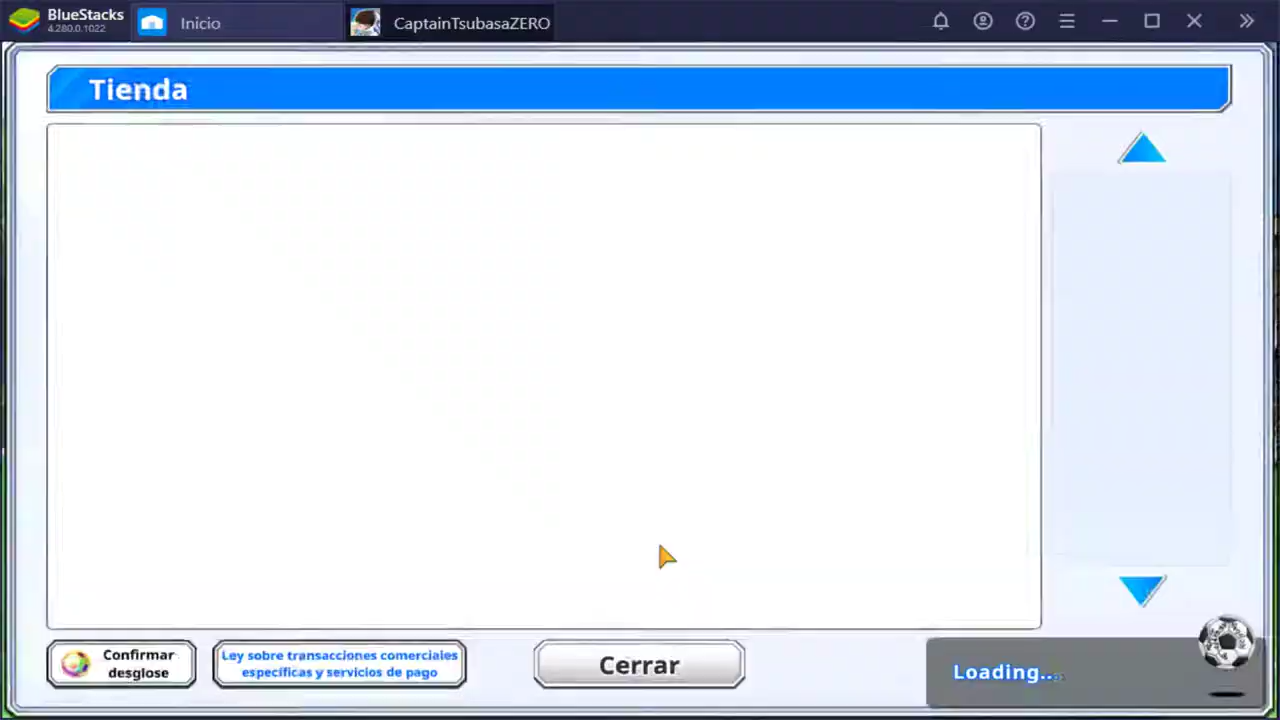 BlueStacks
4.280.0.1022
Inicio
CaptainTsubasaZERO
Tienda
Confirmar
desglose
Ley sobre transacciones comerciales
específicas y servicios de pago
Cerrar
Loading...